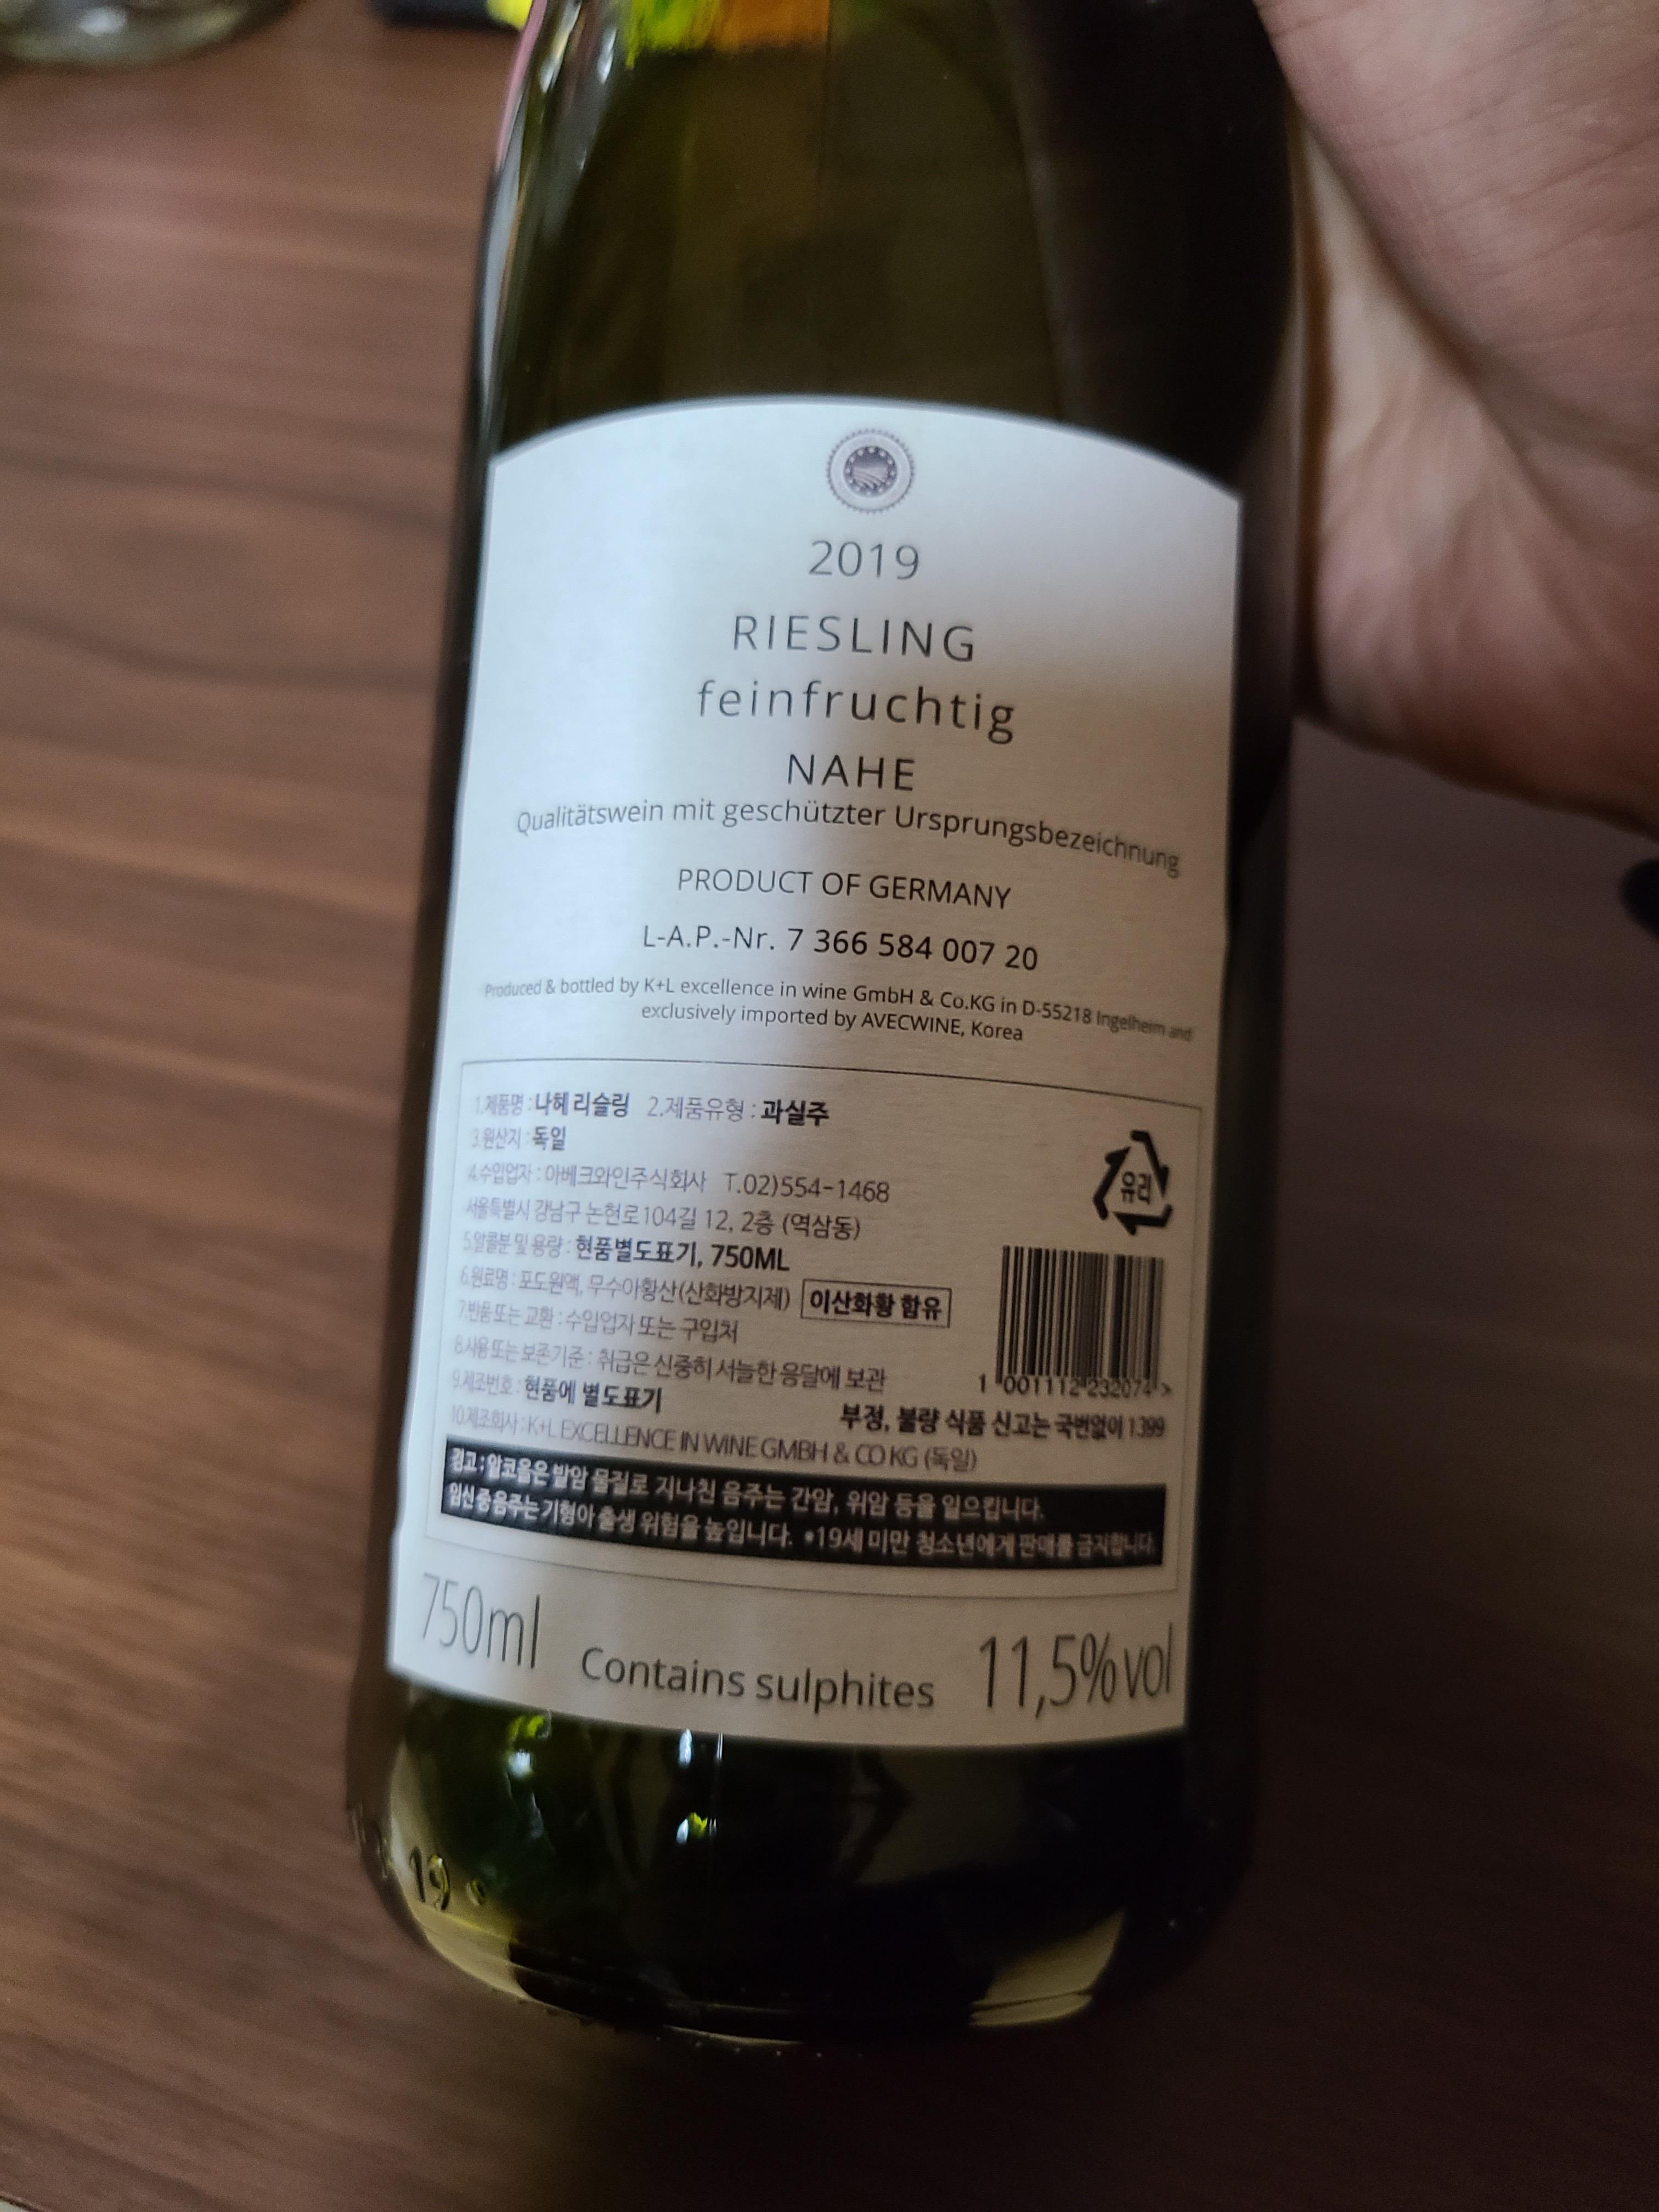 2019
RIESLING
feinfruchtig
NAHE
Qualitätswein mit geschützter Ursprungsbezeichnung
PRODUCT OF GERMANY
L-A.P.-Nr. 7 366 584 007 20
Produced & bottled by K+L excellence in wine GmbH & Co.KG in D-55218 Ingelheim and
exclusively imported by AVECWINE, Korea
1.제품명 : 나헤 리슬링 2.제품유형 : 과실주
3.원산지 : 독일
4.수입업자 : 아베크와인주식회사 T.02)554-1468
서울특별시 강남구 논현로104길 12, 2층 (역삼동)
5.알콜분 및 용량 : 현품별도표기, 750ML
6.원료명 : 포도원액, 무수아황산(산화방지제) 이산화황 함유
7.반품 또는 교환 : 수입업자 또는 구입처
8.사용 또는 보존기준 : 취급은 신중히 서늘한 응달에 보관
9.제조번호 : 현품에 별도표기
10.제조회사 : K+L EXCELLENCE IN WINE GMBH & CO KG (독일)
유리
1 001112 232074 >
부정, 불량 식품 신고는 국번없이 1399
경고 : 알코올은 발암 물질로 지나친 음주는 간암, 위암 등을 일으킵니다.
임신 중 음주는 기형아 출생 위험을 높입니다. •19세 미만 청소년에게 판매를 금지합니다.
750ml Contains sulphites 11,5% vol
19